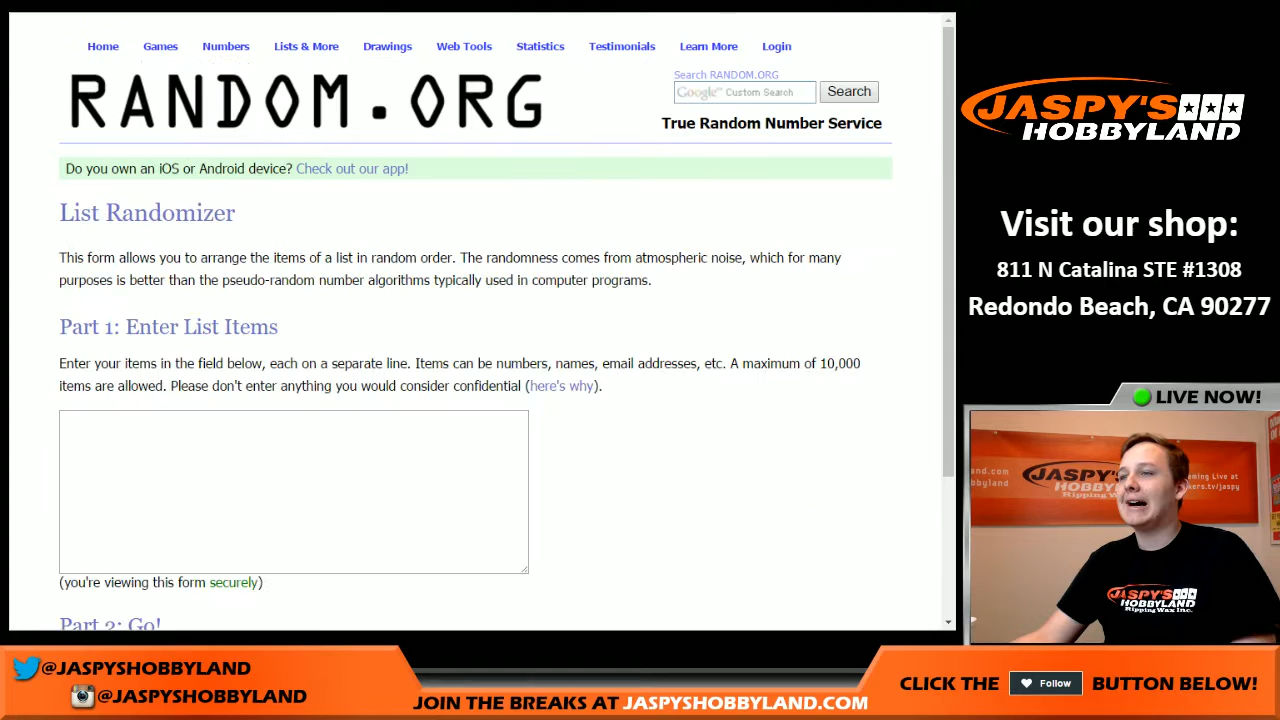 Home Games Numbers Lists & More Drawings Web Tools Statistics Testimonials Learn More Login
RANDOM.ORG
Search RANDOM.ORG
Google™ Custom Search Search
True Random Number Service
Do you own an iOS or Android device? Check out our app!
List Randomizer
This form allows you to arrange the items of a list in random order. The randomness comes from atmospheric noise, which for many
purposes is better than the pseudo-random number algorithms typically used in computer programs.
Part 1: Enter List Items
Enter your items in the field below, each on a separate line. Items can be numbers, names, email addresses, etc. A maximum of 10,000
items are allowed. Please don't enter anything you would consider confidential (here's why).
(you're viewing this form securely)
Part 2: Go!
JASPY'S
HOBBYLAND
Visit our shop:
811 N Catalina STE #1308
Redondo Beach, CA 90277
LIVE NOW!
JASPY'S
HOBBYLAND
Ripping Wax
JASPY'S
HOBBYLAND
Ripping Wax Inc.
@JASPYSHOBBYLAND
@JASPYSHOBBYLAND
JOIN THE BREAKS AT JASPYSHOBBYLAND.COM
CLICK THE Follow BUTTON BELOW!